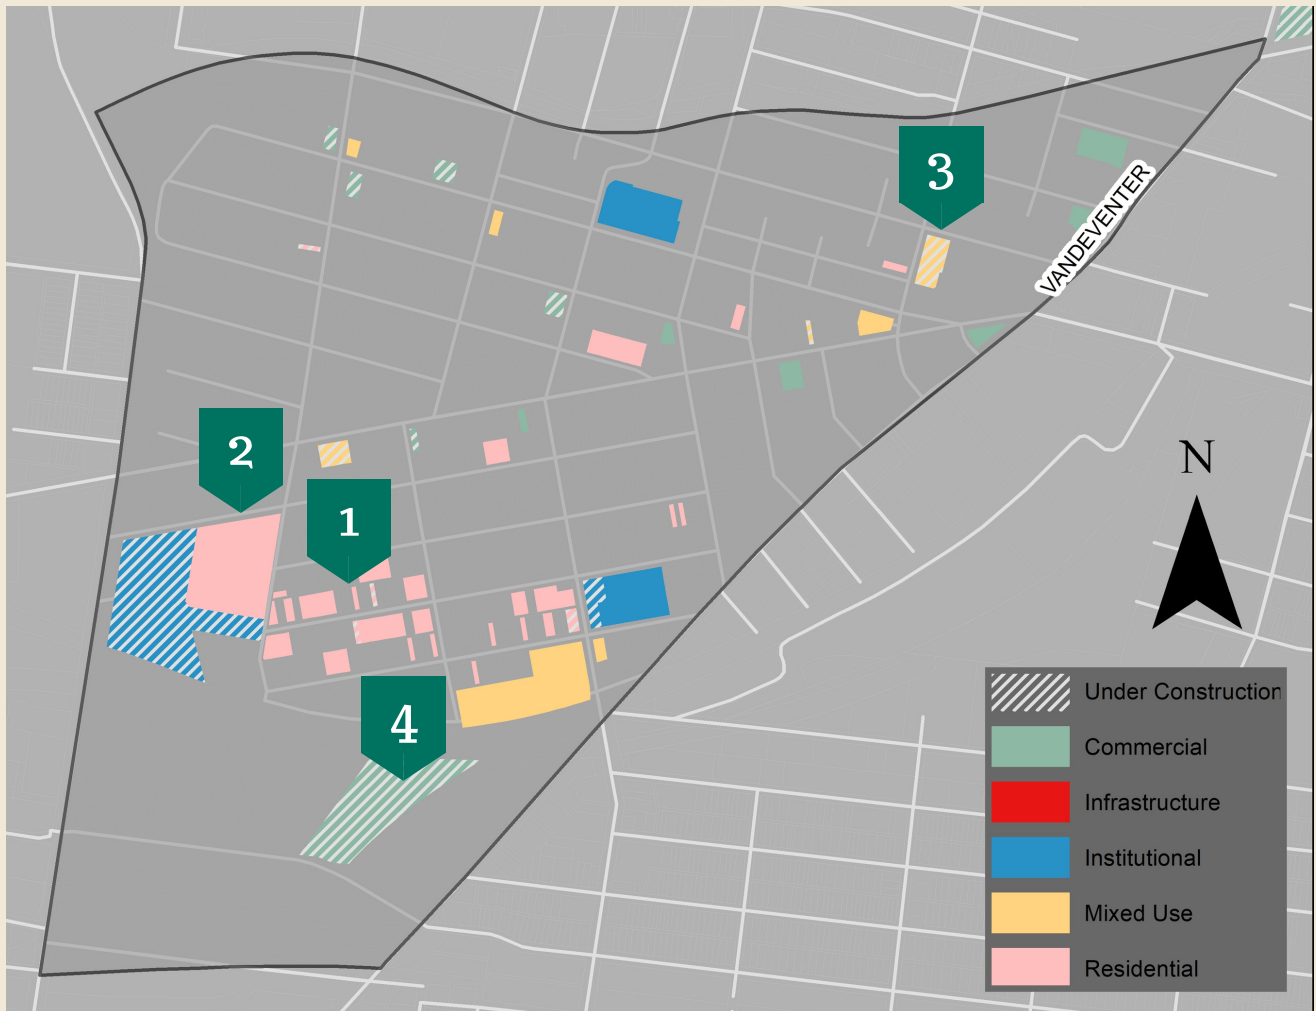 3
VANDEVENTER
2
1
N
4
Under Construction
Commercial
Infrastructure
Institutional
Mixed Use
Residential